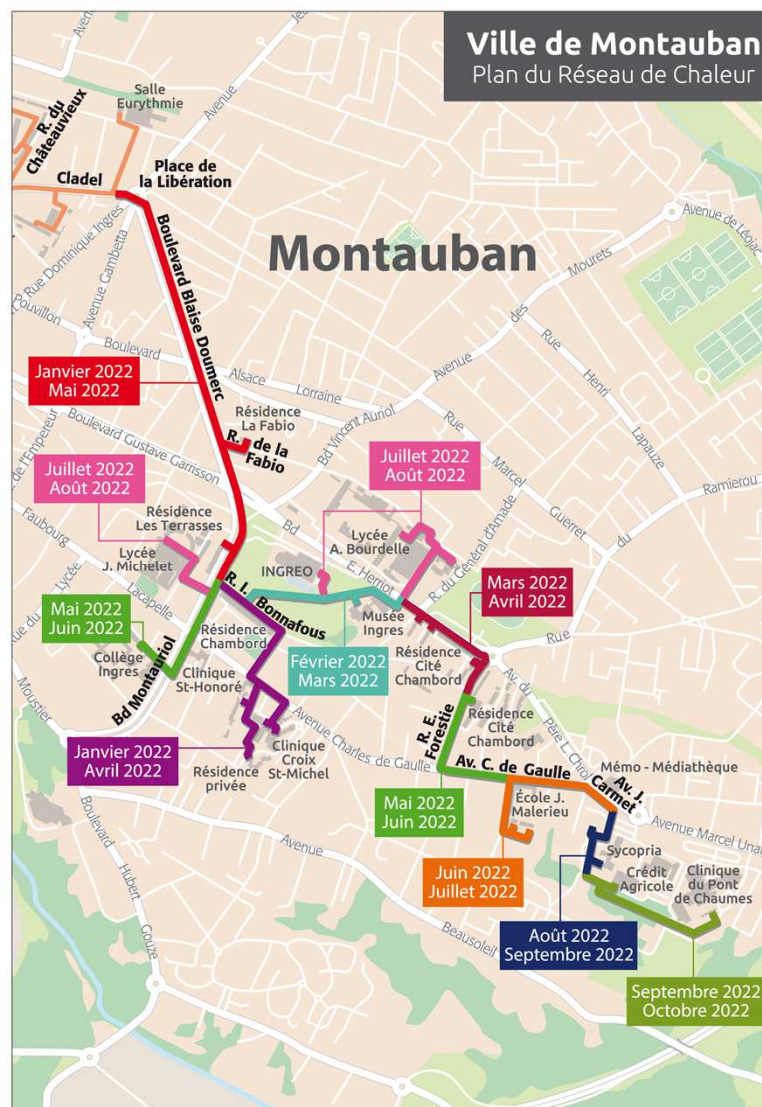 Ville de Montauban
Plan du Réseau de Chaleur
Salle
Eurythmie
Avenue
R. du
Châteauvieux
Cladel
Place de
la Libération
Rue Dominique Ingres
Avenue Gambetta
Boulevard Blaise Doumerc
Montauban
Avenue de Léojac
Pouvillon
Boulevard
Alsace
Lorraine
Avenue
des
Mourets
Rue
Henri
Lapauze
Janvier 2022
Mai 2022
Résidence
La Fabio
R. de la
Fabio
Bd Vincent Auriol
Rue
Marcel
Guerret
Ramierou
du
Rue
de l'Empereur
Boulevard Gustave Garrisson
Juillet 2022
Août 2022
Juillet 2022
Août 2022
Faubourg
Lacapelle
Résidence
Les Terrasses
Lycée
J. Michelet
Bd
E. Herriot
Lycée
A. Bourdelle
R. du Général d'Amade
INGREO
R. I. Bonnafous
Musée
Ingres
Mars 2022
Avril 2022
Rue du Lycée
Mai 2022
Juin 2022
Résidence
Chambord
Février 2022
Mars 2022
Résidence
Cité
Chambord
Collège
Ingres
Bd Montauriol
Clinique
St-Honoré
Moustier
Résidence
Cité
Chambord
R. E.
Forestie
Av. du
Père L. Chirol
Janvier 2022
Avril 2022
Résidence
privée
Clinique
Croix
St-Michel
Avenue Charles de Gaulle
Av. C. de Gaulle
Av. J.
Carmet
Mémo - Médiathèque
Avenue Marcel Unal
Mai 2022
Juin 2022
École J.
Malerieu
Juin 2022
Juillet 2022
Sycopria
Crédit
Agricole
Clinique
du Pont
de Chaumes
Boulevard
Hubert
Gouze
Avenue
Beausoleil
Août 2022
Septembre 2022
Septembre 2022
Octobre 2022